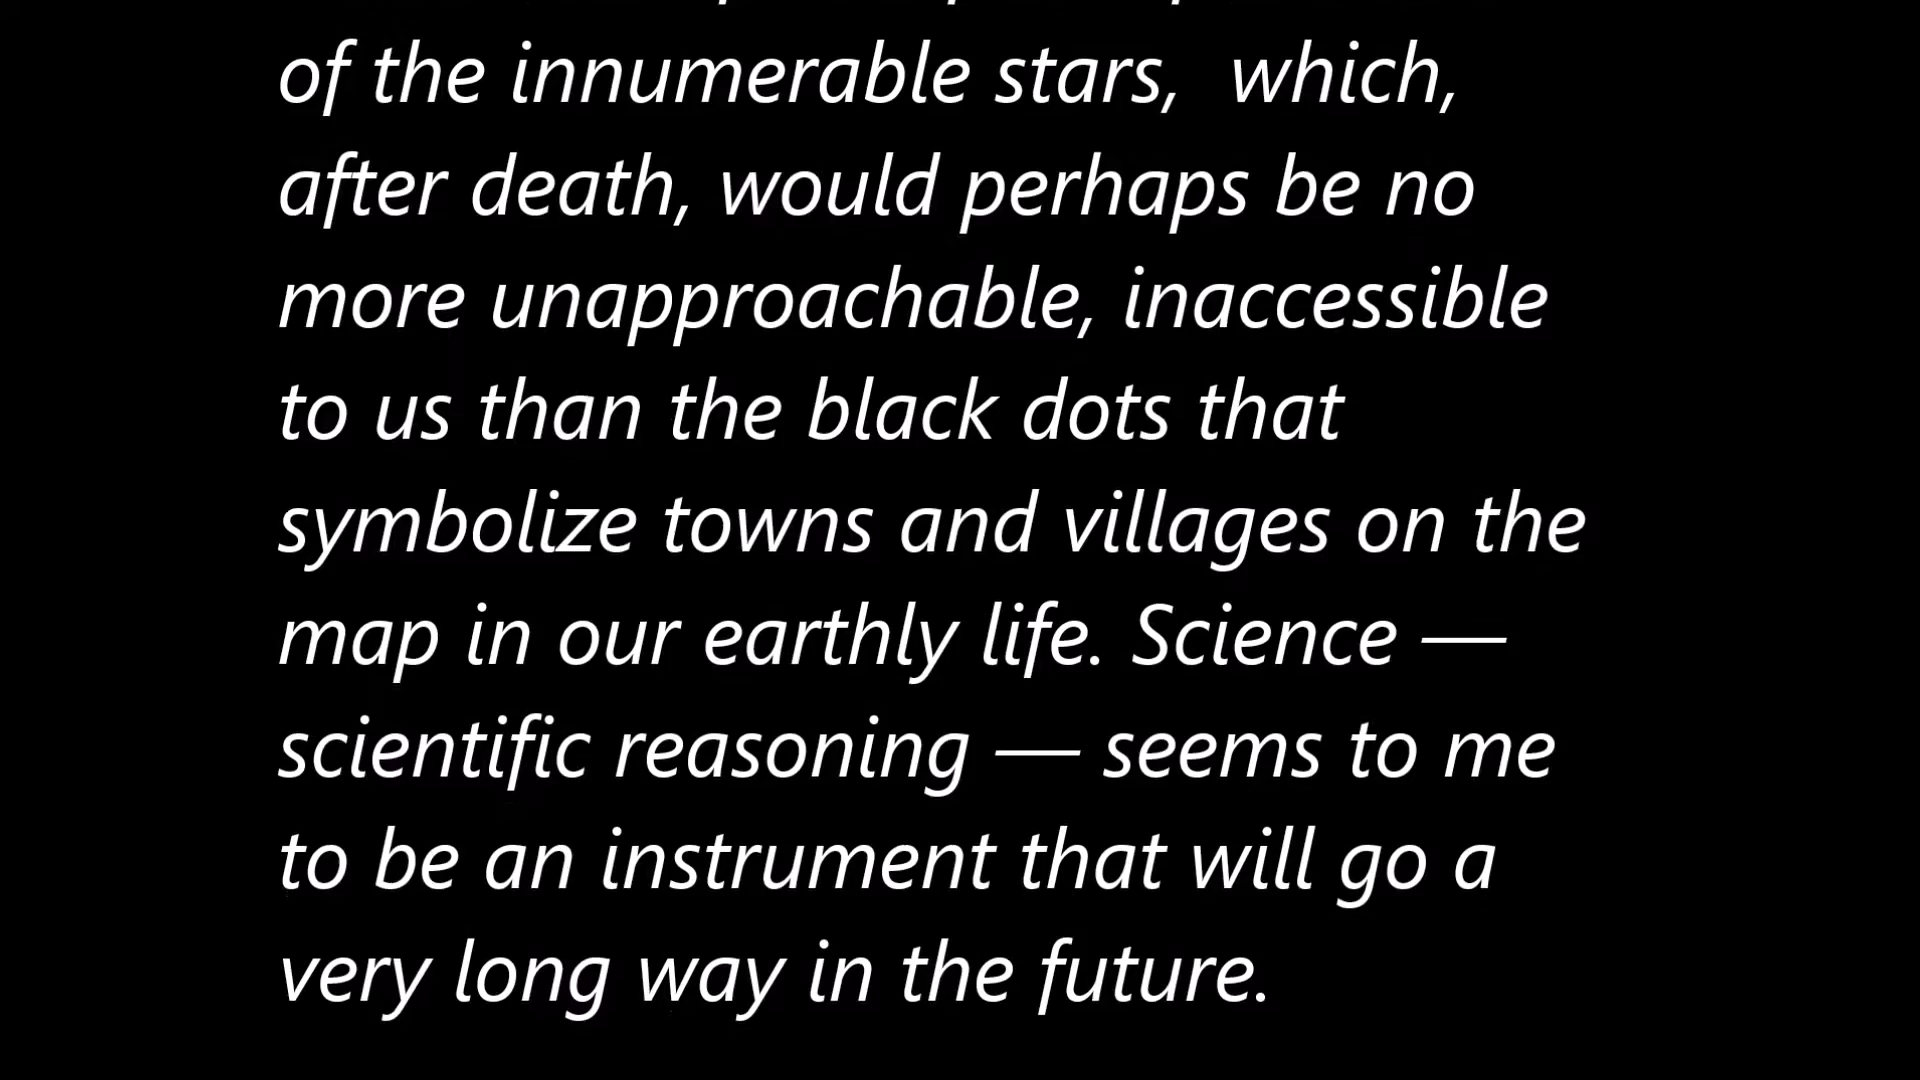 of the innumerable stars,  which,
after death, would perhaps be no
more unapproachable, inaccessible
to us than the black dots that
symbolize towns and villages on the
map in our earthly life. Science —
scientific reasoning — seems to me
to be an instrument that will go a
very long way in the future.